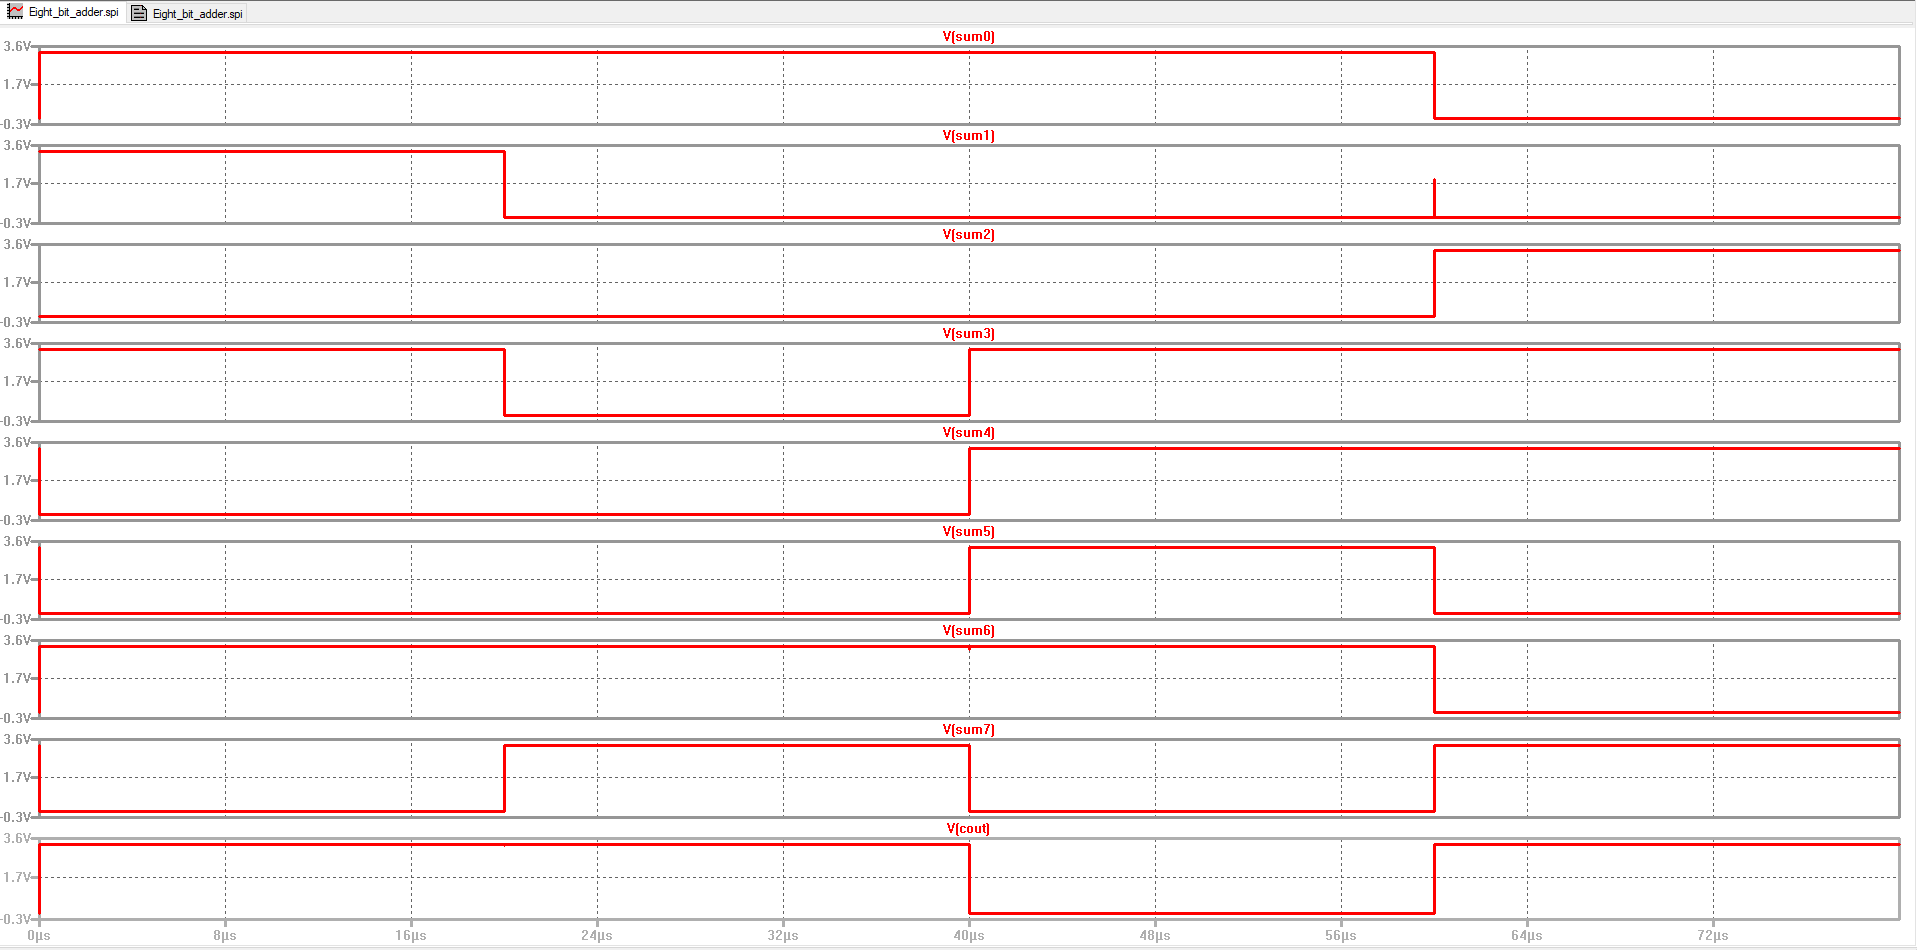 Eight_bit_adder.spi Eight_bit_adder.spi
V(sum0)
3.6V
1.7V
-0.3V
V(sum1)
3.6V
1.7V
-0.3V
V(sum2)
3.6V
1.7V
-0.3V
V(sum3)
3.6V
1.7V
-0.3V
V(sum4)
3.6V
1.7V
-0.3V
V(sum5)
3.6V
1.7V
-0.3V
V(sum6)
3.6V
1.7V
-0.3V
V(sum7)
3.6V
1.7V
-0.3V
V(cout)
3.6V
1.7V
-0.3V
0µs 8µs 16µs 24µs 32µs 40µs 48µs 56µs 64µs 72µs